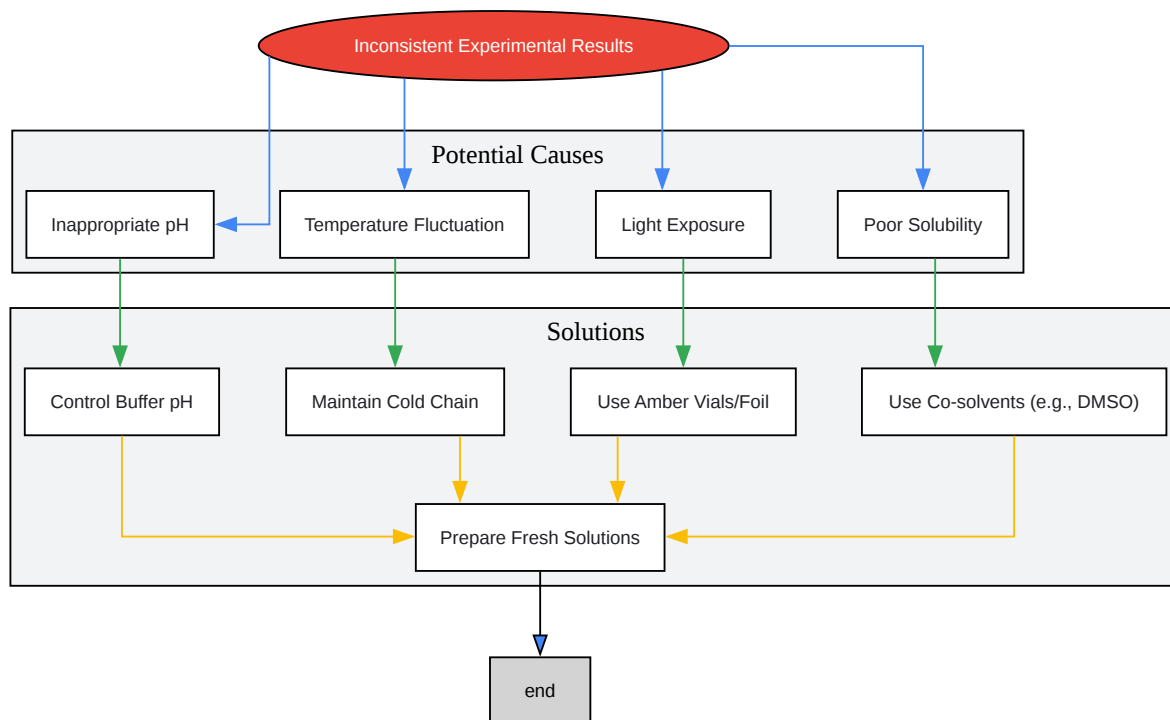 Inconsistent Experimental Results
Potential Causes
Inappropriate pH
Temperature Fluctuation
Light Exposure
Poor Solubility
Solutions
Control Buffer pH
Maintain Cold Chain
Use Amber Vials/Foil
Use Co-solvents (e.g., DMSO)
Prepare Fresh Solutions
end